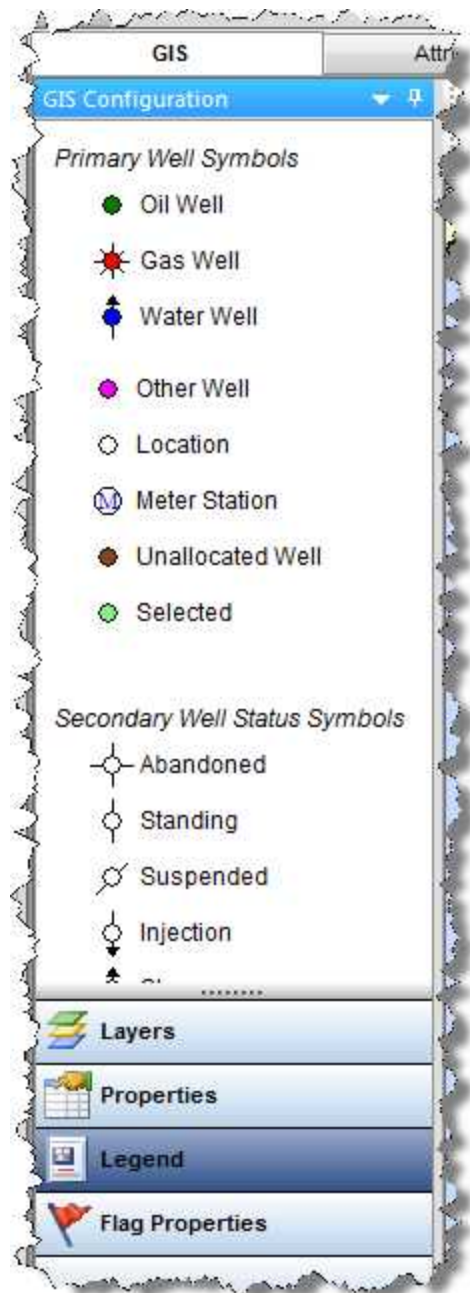 GIS
Attr
GIS Configuration
Primary Well Symbols
Oil Well
Gas Well
Water Well
Other Well
Location
M Meter Station
Unallocated Well
Selected
Secondary Well Status Symbols
Abandoned
Standing
Suspended
Injection
Layers
Properties
Legend
Flag Properties